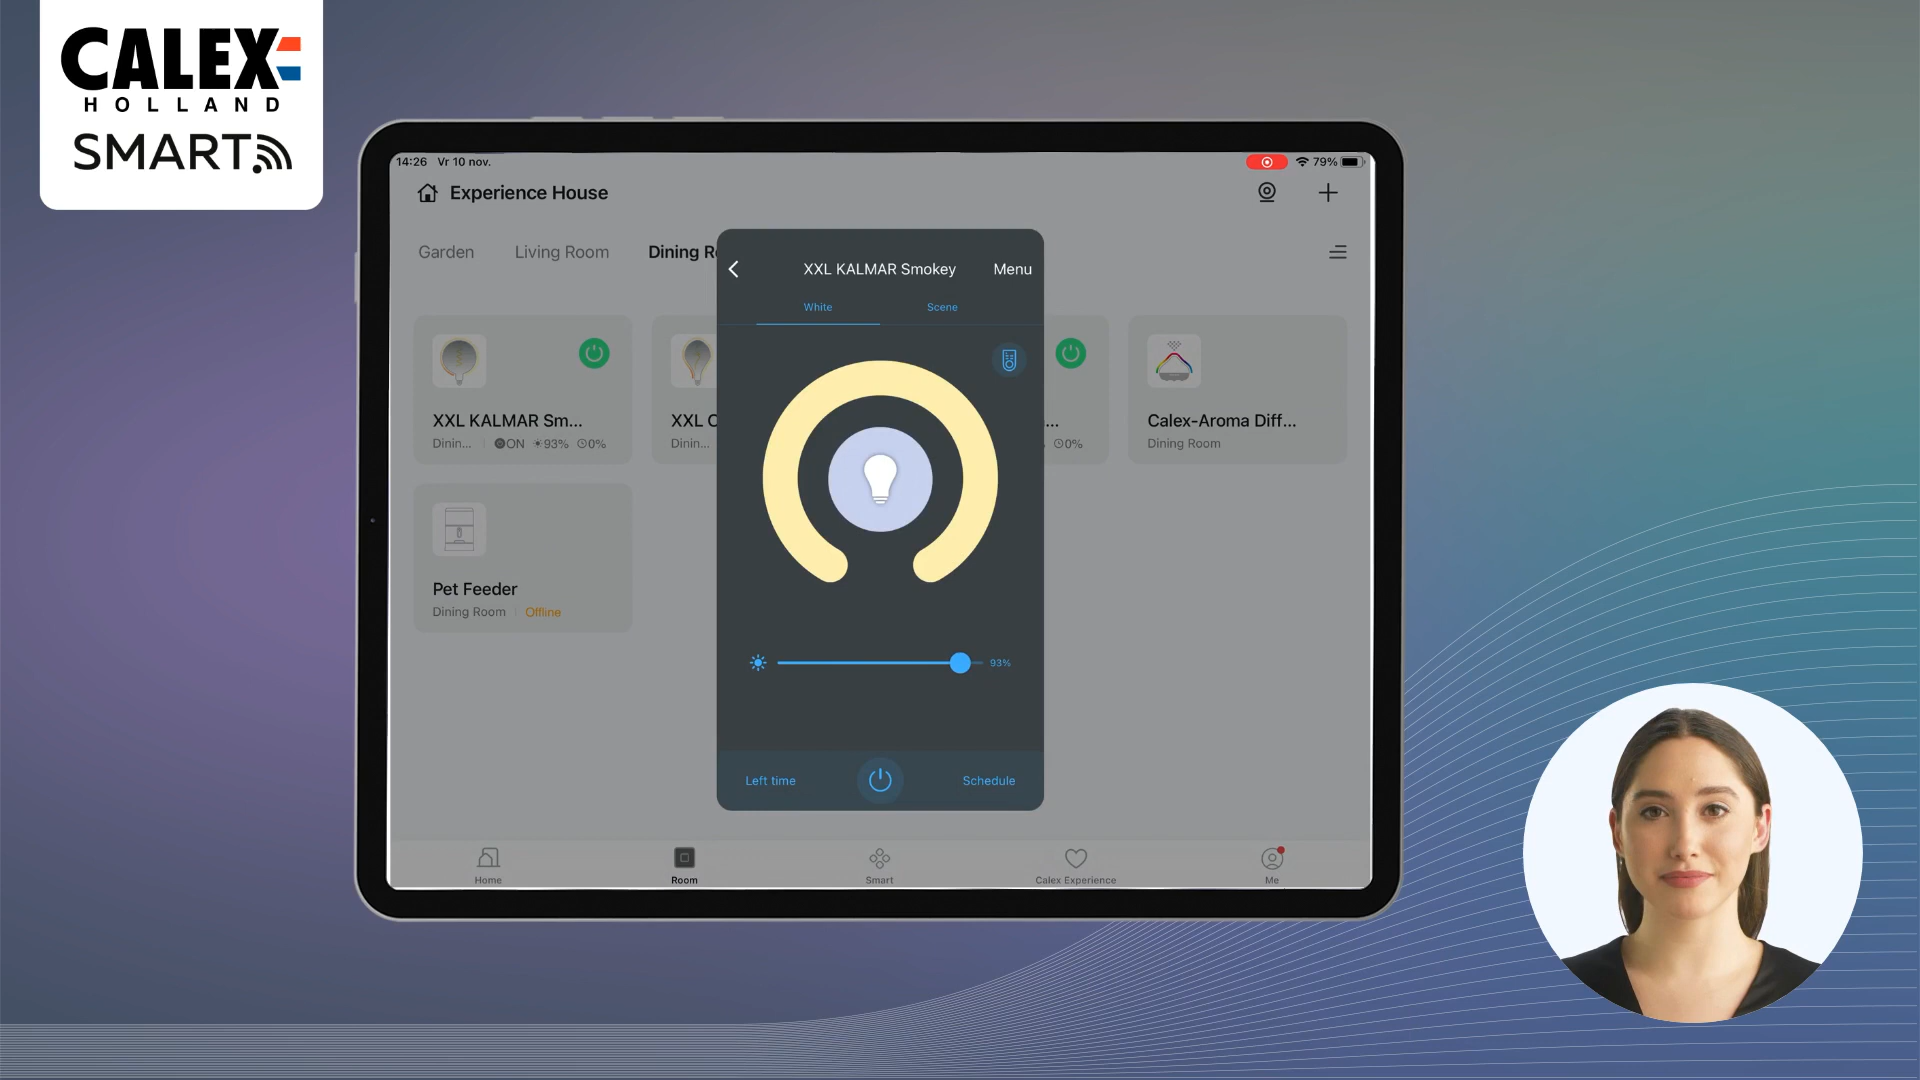 CALEX
HOLLAND
SMART
14:26 Vr 10 nov.
79%
Experience House
Garden
Living Room
Dining R
XXL KALMAR Smokey
Menu
White
Scene
XXL KALMAR Sm...
Dinin... ON 93% 0%
XXL
Dinin...
...
0%
Calex-Aroma Diff...
Dining Room
Pet Feeder
Dining Room Offline
93%
Left time
Schedule
Home
Room
Smart
Calex Experience
Me